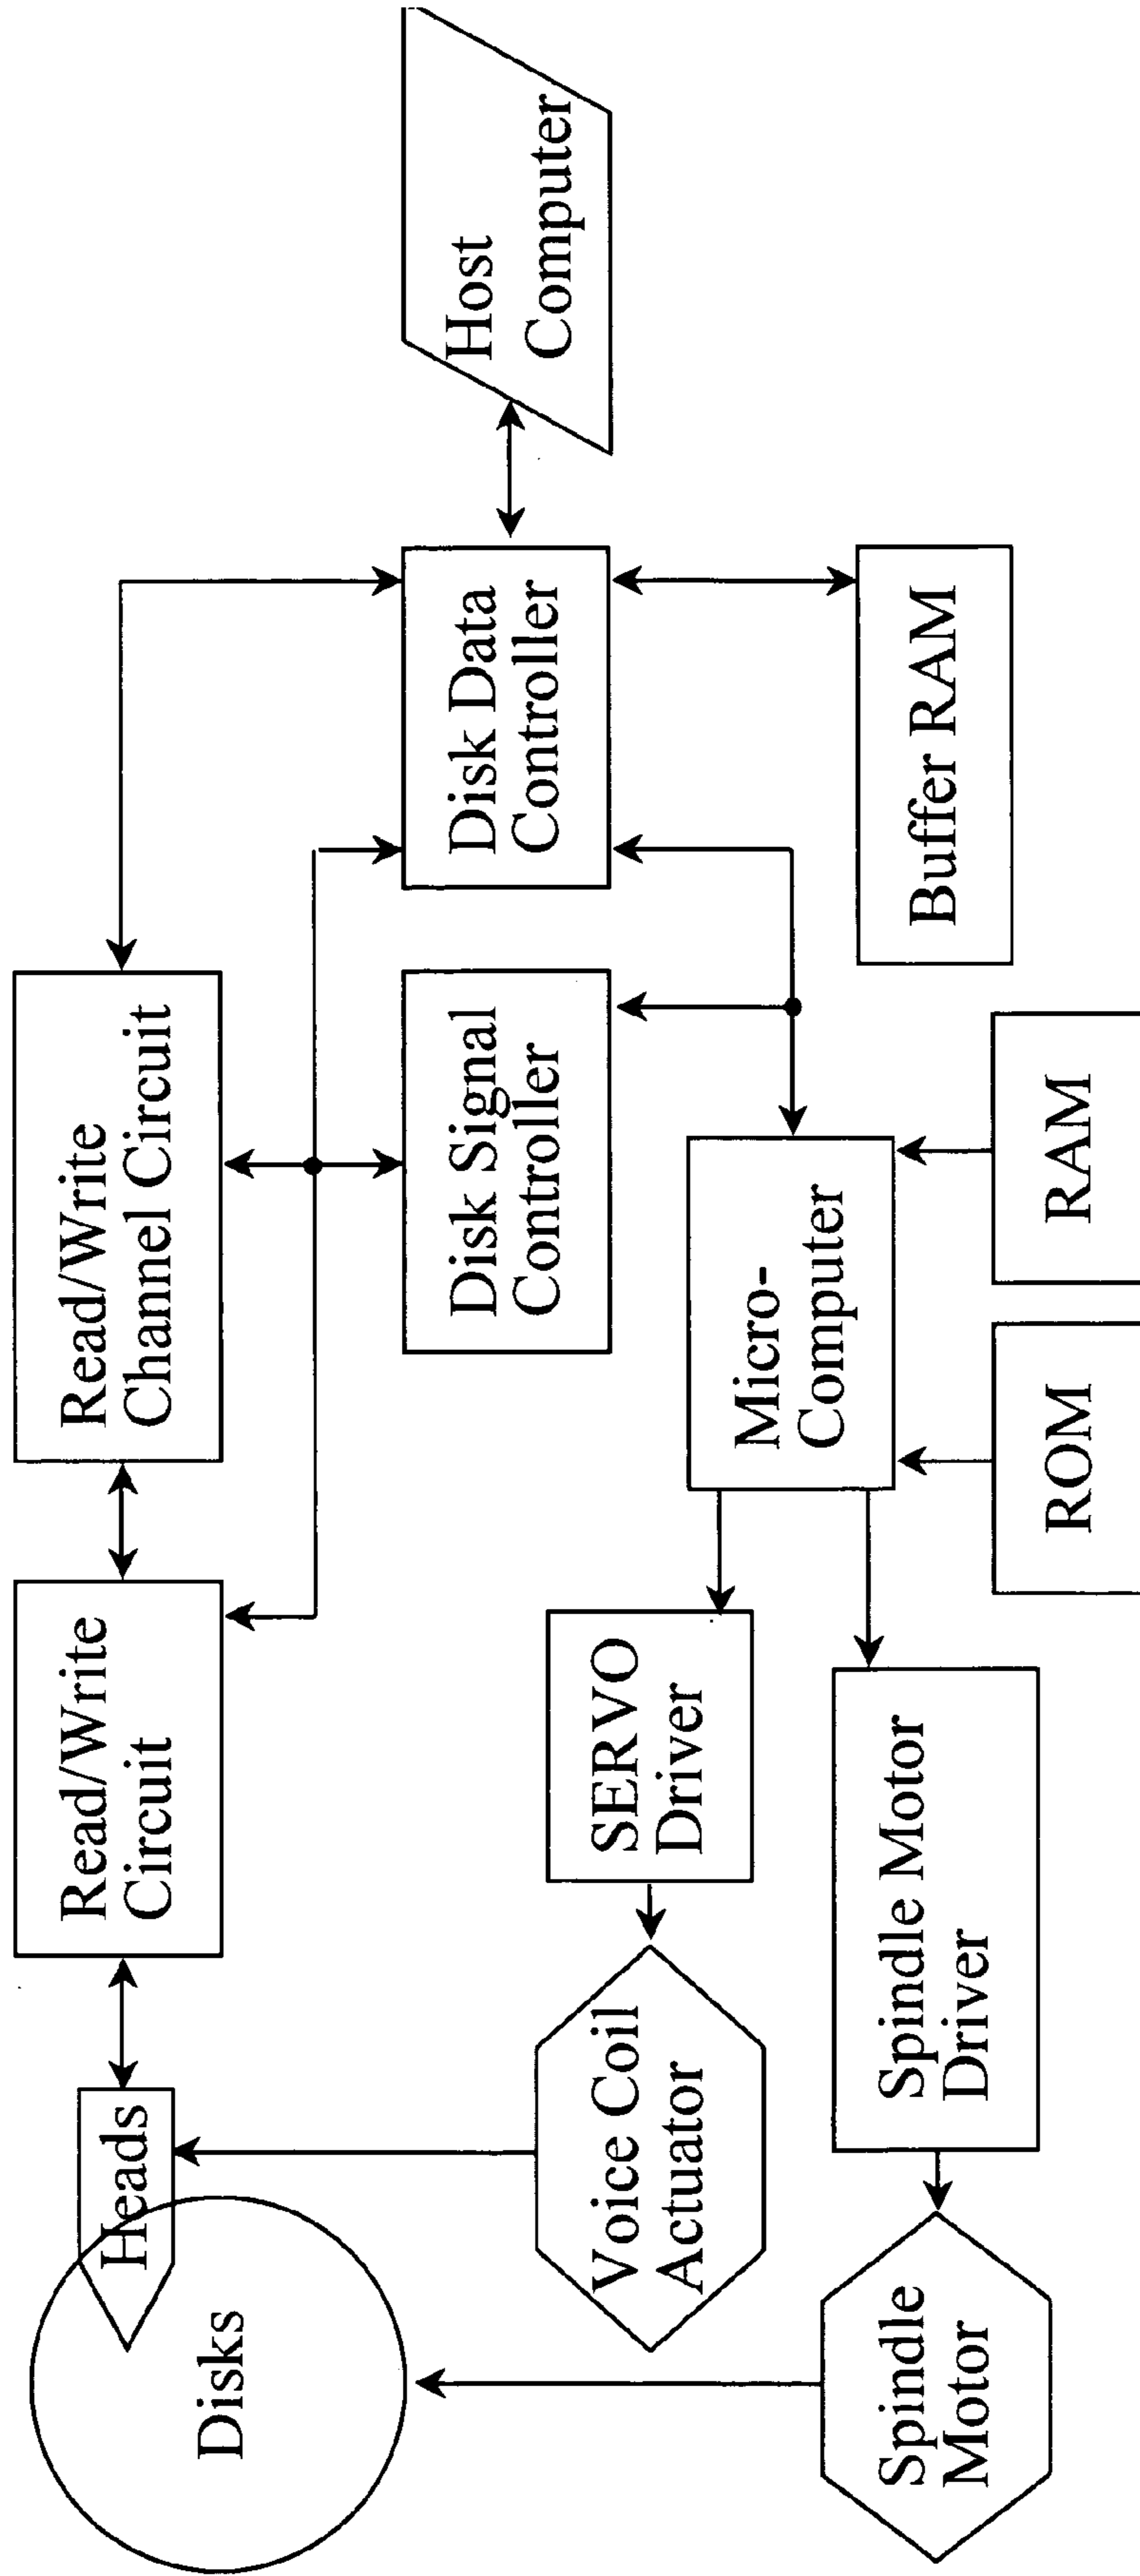 Disks
Heads
Read/Write
Circuit
Read/Write
Channel Circuit
Disk Signal
Controller
Disk Data
Controller
Host
Computer
Voice Coil
Actuator
SERVO
Driver
Micro-
Computer
Buffer RAM
Spindle
Motor
Spindle Motor
Driver
ROM
RAM